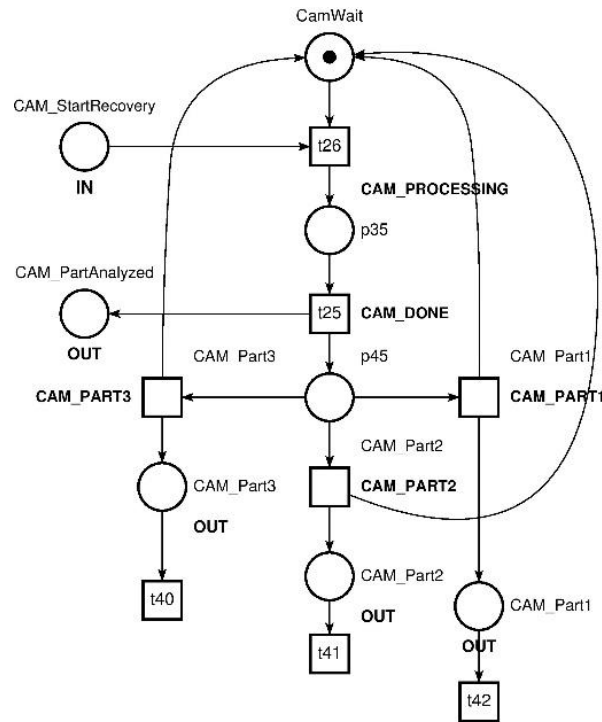 CamWait
CAM_StartRecovery
t26
IN
CAM_PROCESSING
p35
CAM_PartAnalyzed
t25
CAM_DONE
OUT
p45
CAM_Part3
CAM_Part1
CAM_PART3
CAM_PART1
CAM_Part2
CAM_Part3
CAM_PART2
OUT
CAM_Part2
t40
CAM_Part1
OUT
OUT
t41
t42